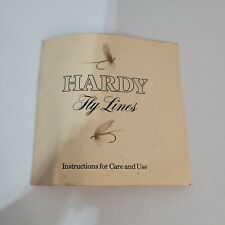 HARDY
Fly Lines
Instructions for Care and Use